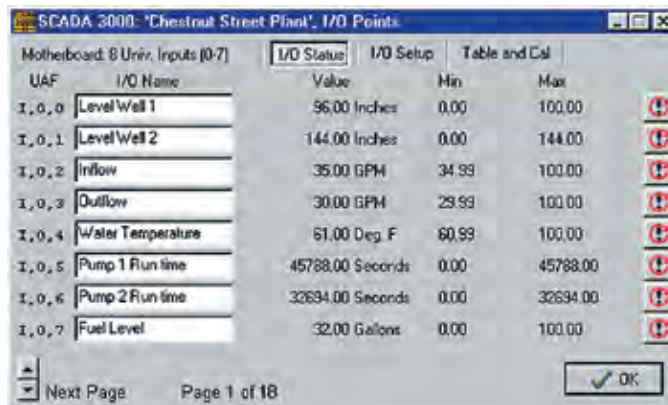 SCADA 3000: 'Chestnut Street Plant', I/O Points
Motherboard: 8 Univ. Inputs (0-7) I/O Status I/O Setup Table and Cal
UAF I/O Name Value Min Max
I,0,0 Level Well 1 96.00 Inches 0.00 100.00
I,0,1 Level Well 2 144.00 Inches 0.00 144.00
I,0,2 Inflow 35.00 GPM 34.99 100.00
I,0,3 Outflow 30.00 GPM 29.99 100.00
I,0,4 Water Temperature 61.00 Deg. F 60.99 100.00
I,0,5 Pump 1 Run time 45788.00 Seconds 0.00 45788.00
I,0,6 Pump 2 Run time 32694.00 Seconds 0.00 32694.00
I,0,7 Fuel Level 32.00 Gallons 0.00 100.00
Next Page Page 1 of 18 OK